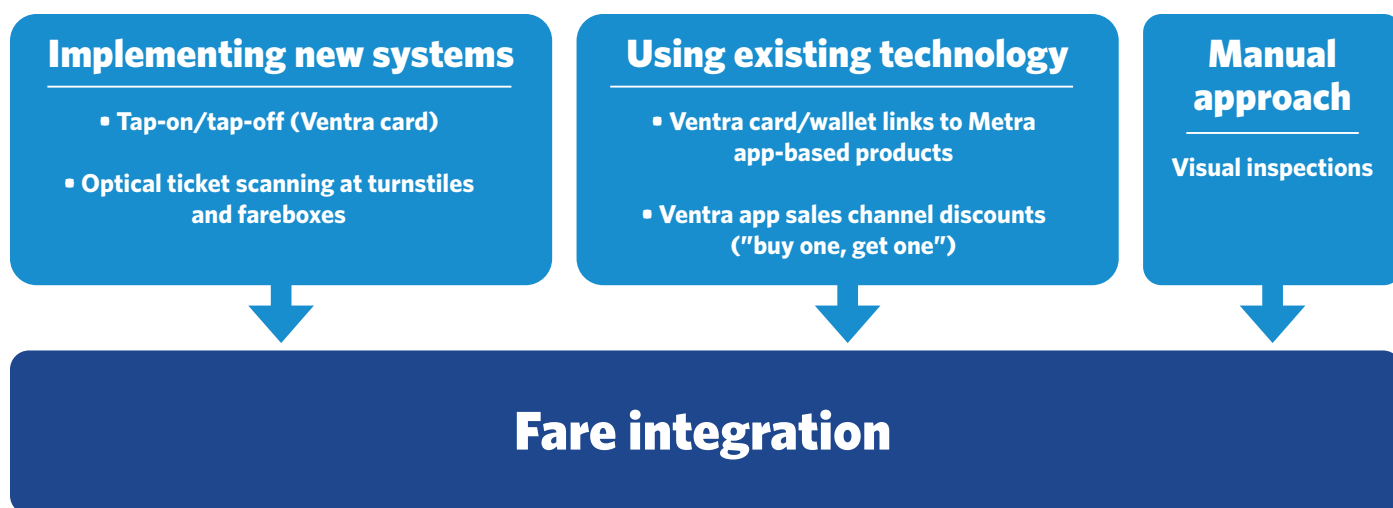 Implementing new systems
▪ Tap-on/tap-off (Ventra card)
▪ Optical ticket scanning at turnstiles
and fareboxes
Using existing technology
▪ Ventra card/wallet links to Metra
app-based products
▪ Ventra app sales channel discounts
("buy one, get one")
Manual
approach
Visual inspections
Fare integration